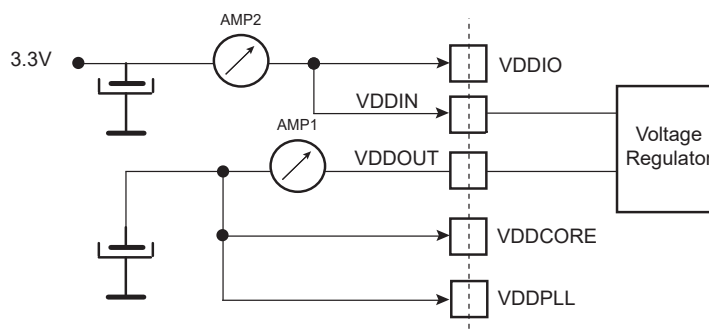 AMP2
3.3V
VDDIO
VDDIN
AMP1
VDDOUT
Voltage
Regulator
VDDCORE
VDDPLL